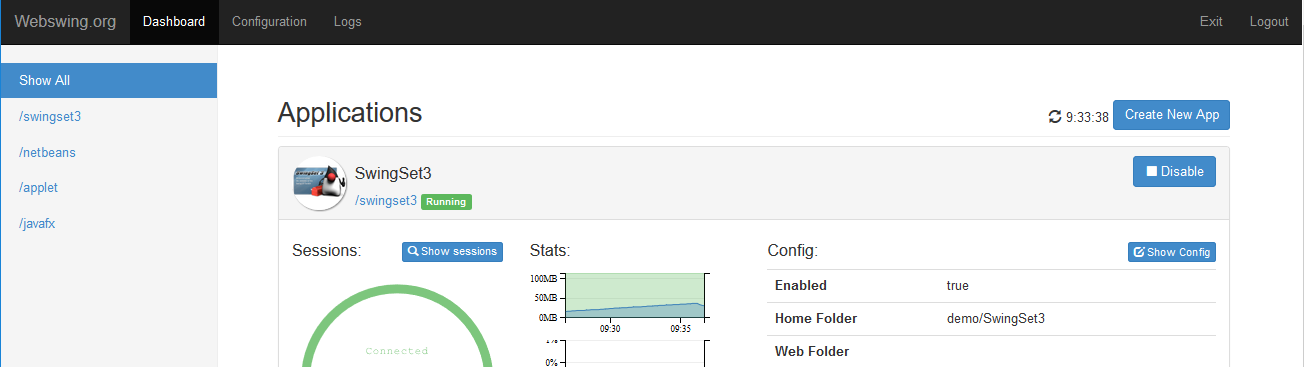 Webswing.org Dashboard Configuration Logs Exit Logout
Show All
/swingset3
/netbeans
/applet
/javafx
Applications 9:33:38 Create New App
SwingSet3 Disable
/swingset3 Running
Sessions: Show sessions
Connected
Stats:
100MB
50MB
0MB
09:30 09:35
1%
0%
Config: Show Config
Enabled true
Home Folder demo/SwingSet3
Web Folder